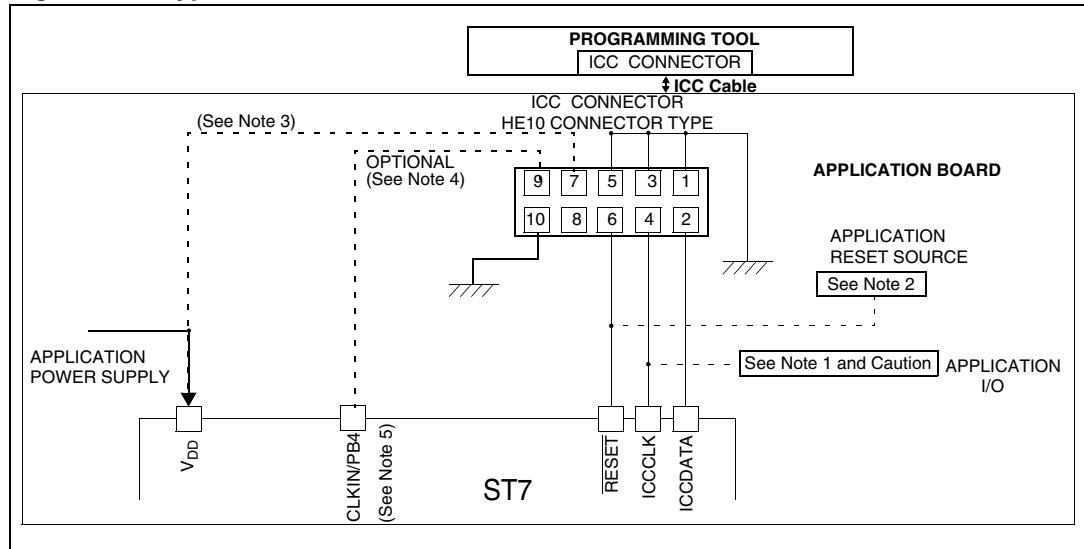 PROGRAMMING TOOL
ICC CONNECTOR
ICC Cable
ICC CONNECTOR
HE10 CONNECTOR TYPE
(See Note 3)
OPTIONAL
(See Note 4)
9 7 5 3 1
10 8 6 4 2
APPLICATION BOARD
APPLICATION
RESET SOURCE
See Note 2
APPLICATION
POWER SUPPLY
See Note 1 and Caution
APPLICATION
I/O
VDD
CLKIN/PB4
(See Note 5)
RESET
ICCCLK
ICCDATA
ST7